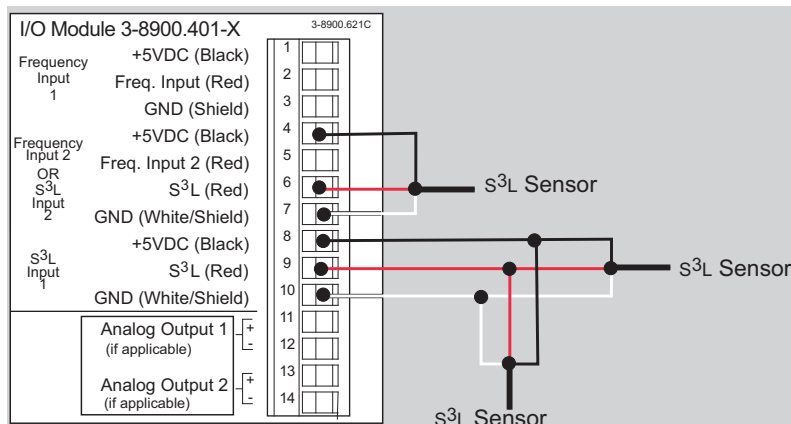 I/O Module 3-8900.401-X
3-8900.621C
Frequency
Input
1
+5VDC (Black)
Freq. Input (Red)
GND (Shield)
Frequency
Input 2
OR
S³L
Input
2
+5VDC (Black)
Freq. Input 2 (Red)
S³L (Red)
GND (White/Shield)
S³L
Input
1
+5VDC (Black)
S³L (Red)
GND (White/Shield)
Analog Output 1
(if applicable)
+
-
Analog Output 2
(if applicable)
+
-
1
2
3
4
5
6
7
8
9
10
11
12
13
14
S³L Sensor
S³L Sensor
S³L Sensor